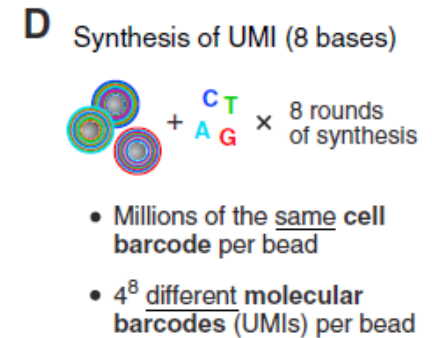 D Synthesis of UMI (8 bases)
+ C T A G × 8 rounds
of synthesis
• Millions of the same cell
barcode per bead
• 4⁸ different molecular
barcodes (UMIs) per bead